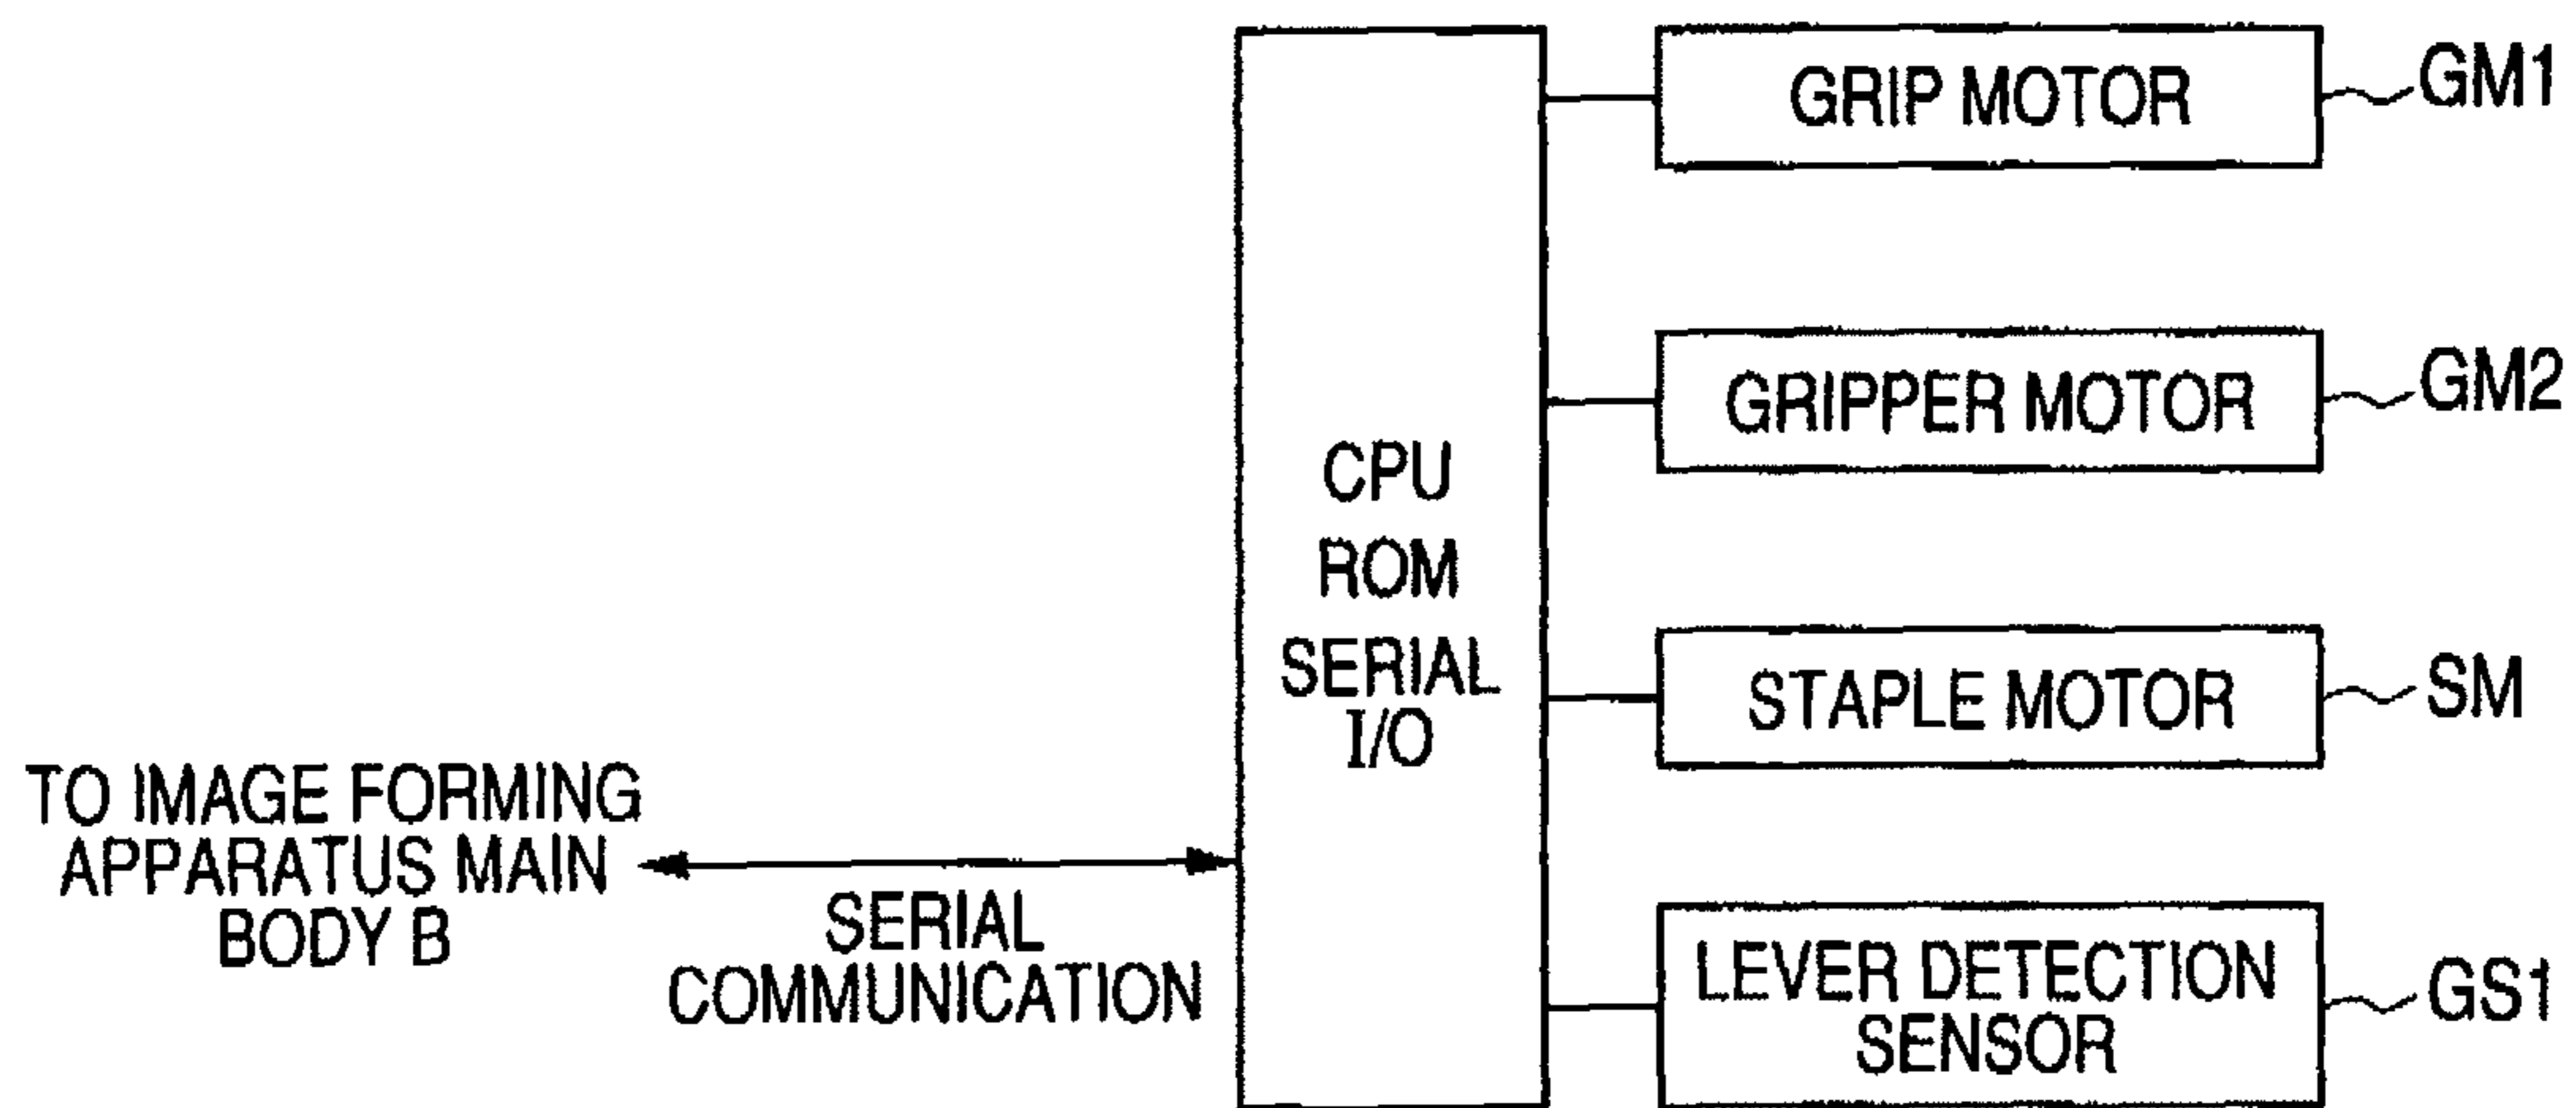 GRIP MOTOR
GM1
GRIPPER MOTOR
GM2
CPU
ROM
SERIAL
I/O
STAPLE MOTOR
SM
TO IMAGE FORMING
APPARATUS MAIN
BODY B
SERIAL
COMMUNICATION
LEVER DETECTION
SENSOR
GS1